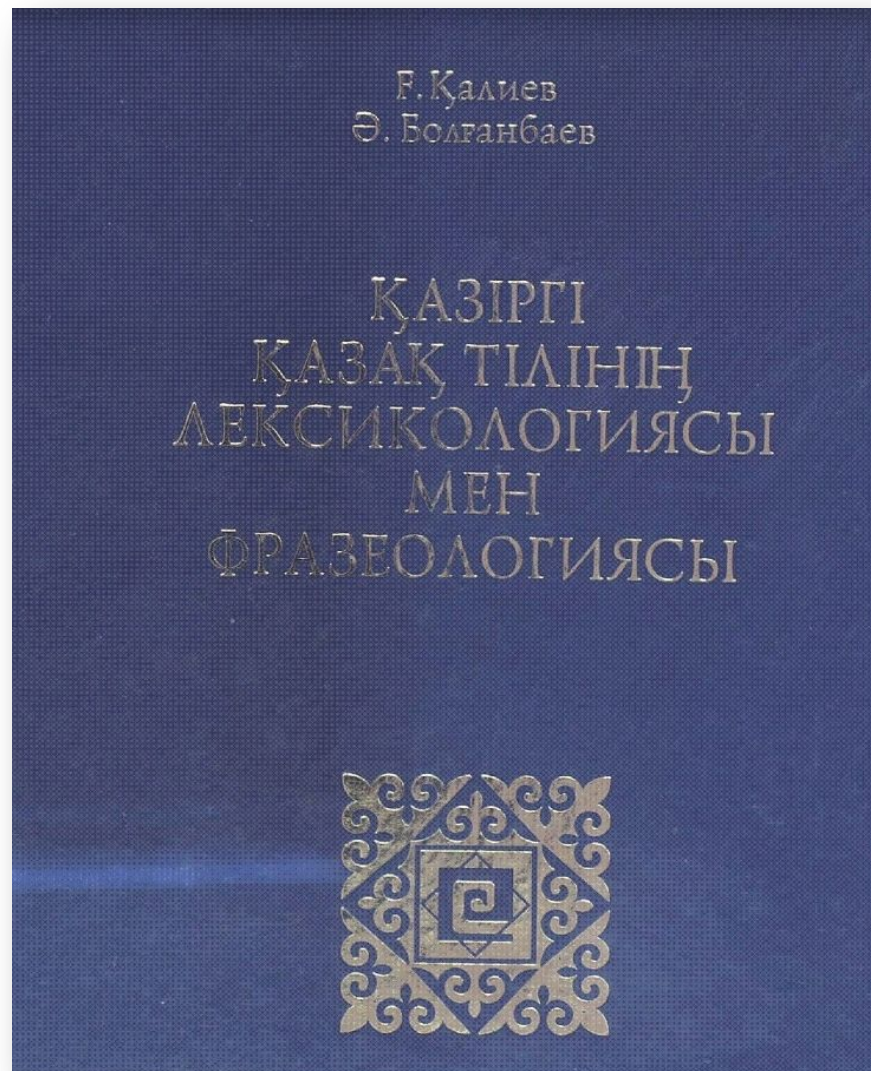 Ғ. Қалиев
Ә. Болғанбаев
ҚАЗІРГІ
ҚАЗАҚ ТІЛІНІҢ
ЛЕКСИКОЛОГИЯСЫ
МЕН
ФРАЗЕОЛОГИЯСЫ